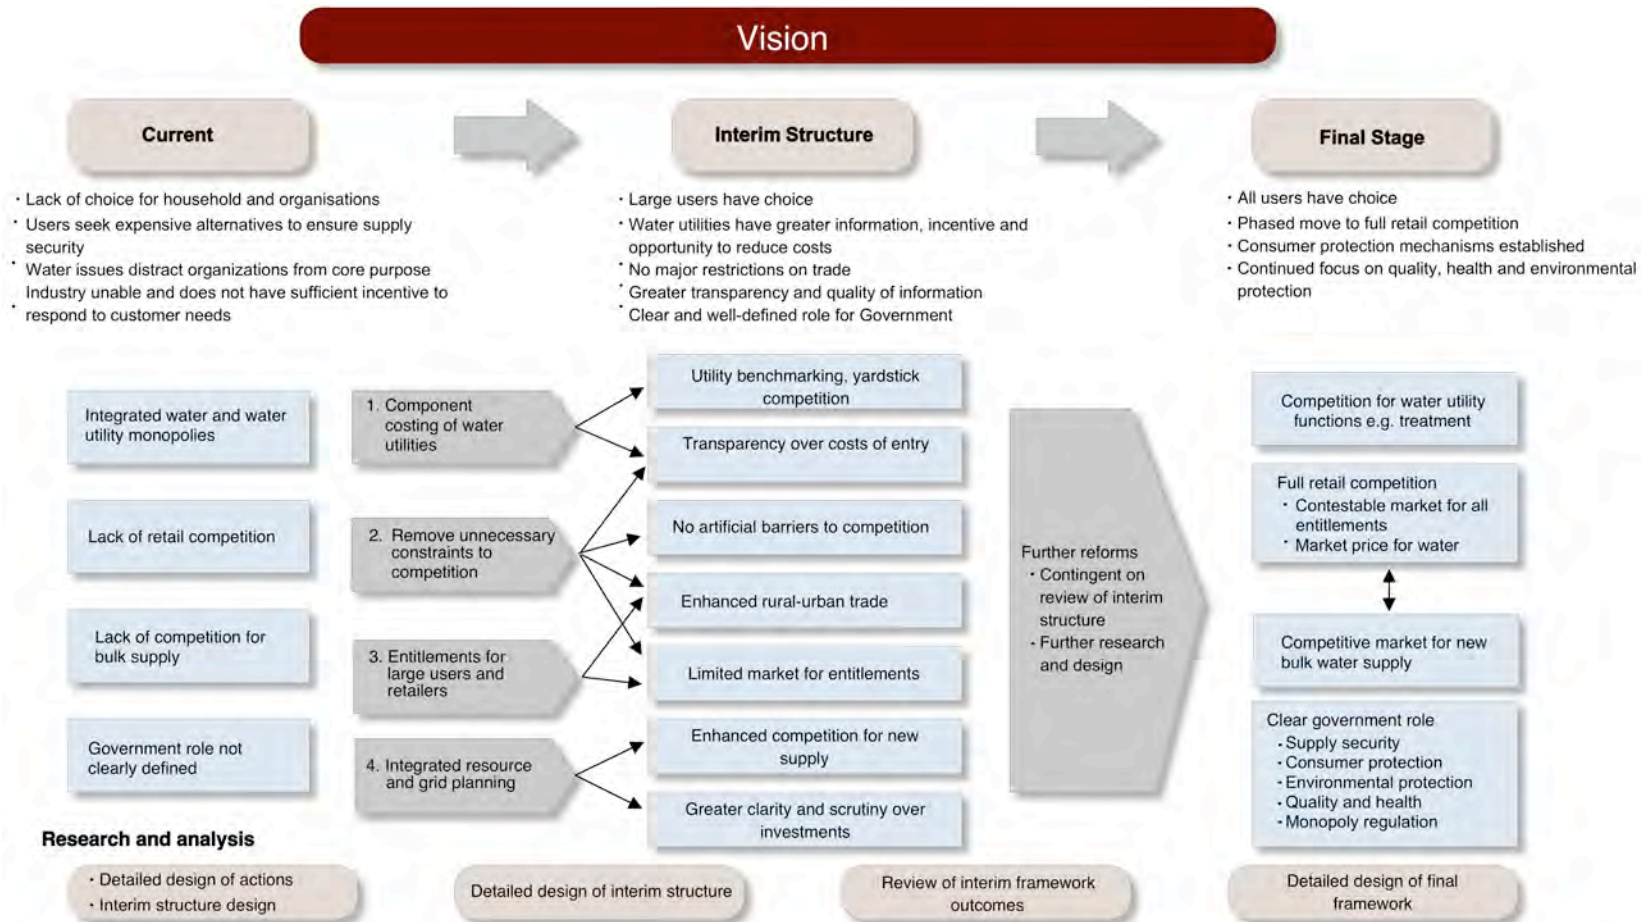 Vision
Current
Interim Structure
Final Stage
· Lack of choice for household and organisations
· Users seek expensive alternatives to ensure supply
security
· Water issues distract organizations from core purpose
Industry unable and does not have sufficient incentive to
· respond to customer needs
· Large users have choice
· Water utilities have greater information, incentive and
opportunity to reduce costs
· No major restrictions on trade
· Greater transparency and quality of information
· Clear and well-defined role for Government
· All users have choice
· Phased move to full retail competition
· Consumer protection mechanisms established
· Continued focus on quality, health and environmental
protection
Integrated water and water
utility monopolies
Lack of retail competition
Lack of competition for
bulk supply
Government role not
clearly defined
1. Component
costing of water
utilities
2. Remove unnecessary
constraints to
competition
3. Entitlements for
large users and
retailers
4. Integrated resource
and grid planning
Utility benchmarking, yardstick
competition
Transparency over costs of entry
No artificial barriers to competition
Enhanced rural-urban trade
Limited market for entitlements
Enhanced competition for new
supply
Greater clarity and scrutiny over
investments
Further reforms
· Contingent on
review of interim
structure
- Further research
and design
Competition for water utility
functions e.g. treatment
Full retail competition
· Contestable market for all
entitlements
· Market price for water
Competitive market for new
bulk water supply
Clear government role
- Supply security
- Consumer protection
- Environmental protection
- Quality and health
- Monopoly regulation
Research and analysis
· Detailed design of actions
· Interim structure design
Detailed design of interim structure
Review of interim framework
outcomes
Detailed design of final
framework